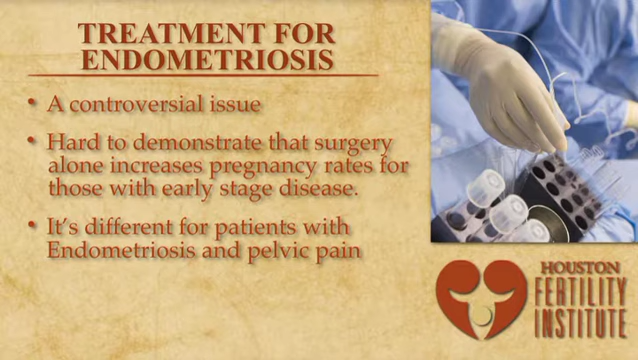 TREATMENT FOR
ENDOMETRIOSIS
• A controversial issue
• Hard to demonstrate that surgery
alone increases pregnancy rates for
those with early stage disease.
• It's different for patients with
Endometriosis and pelvic pain
HOUSTON
FERTILITY
INSTITUTE